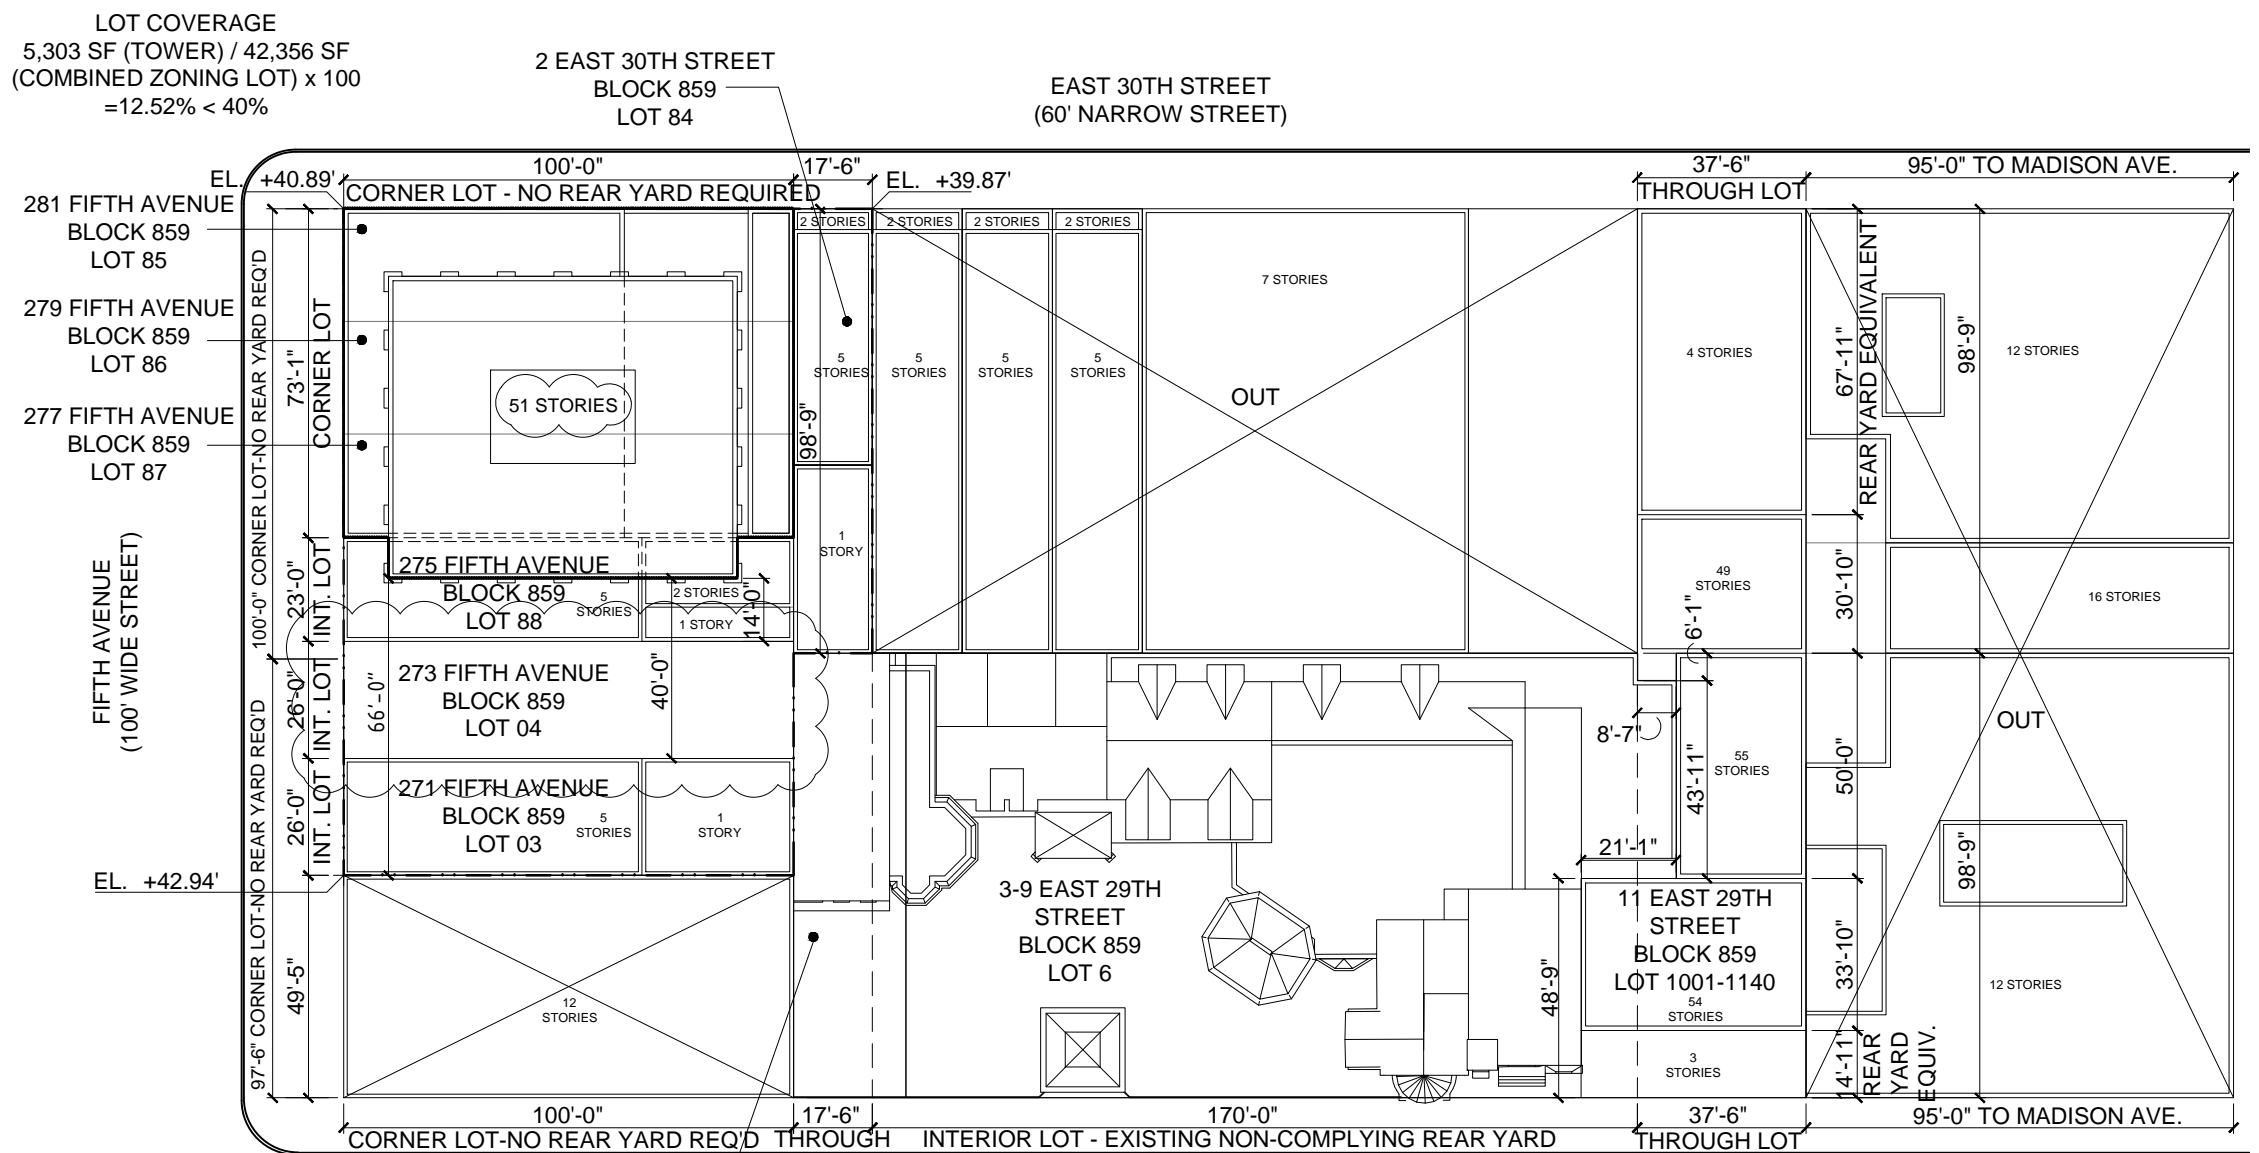 LOT COVERAGE
5,303 SF (TOWER) / 42,356 SF
(COMBINED ZONING LOT) x 100
=12.52% < 40%
2 EAST 30TH STREET
BLOCK 859
LOT 84
EAST 30TH STREET
(60' NARROW STREET)
100'-0"
17'-6"
37'-6"
95'-0" TO MADISON AVE.
EL. +40.89'
CORNER LOT - NO REAR YARD REQUIRED
EL. +39.87'
THROUGH LOT
281 FIFTH AVENUE
BLOCK 859
LOT 85
279 FIFTH AVENUE
BLOCK 859
LOT 86
277 FIFTH AVENUE
BLOCK 859
LOT 87
100'-0" CORNER LOT-NO REAR YARD REQ'D
73'-1"
CORNER LOT
51 STORIES
2 STORIES
2 STORIES
2 STORIES
2 STORIES
5
STORIES
5
STORIES
5
STORIES
5
STORIES
98'-9"
1
STORY
7 STORIES
OUT
4 STORIES
49
STORIES
67'-11"
REAR YARD EQUIVALENT
98'-9"
12 STORIES
30'-10"
16 STORIES
FIFTH AVENUE
(100' WIDE STREET)
23'-0"
INT. LOT
275 FIFTH AVENUE
BLOCK 859
LOT 88
5
STORIES
2 STORIES
1 STORY
14'-0"
26'-0"
INT. LOT
66'-0"
273 FIFTH AVENUE
BLOCK 859
LOT 04
40'-0"
6'-1"
8'-7"
43'-11"
55
STORIES
50'-0"
OUT
97'-6" CORNER LOT-NO REAR YARD REQ'D
26'-0"
INT. LOT
271 FIFTH AVENUE
BLOCK 859
LOT 03
5
STORIES
1
STORY
EL. +42.94'
21'-1"
98'-9"
3-9 EAST 29TH
STREET
BLOCK 859
LOT 6
11 EAST 29TH
STREET
BLOCK 859
LOT 1001-1140
54
STORIES
48'-9"
33'-10"
12 STORIES
49'-5"
12
STORIES
3
STORIES
14'-11"
REAR
YARD
EQUIV.
100'-0"
17'-6"
170'-0"
37'-6"
95'-0" TO MADISON AVE.
CORNER LOT-NO REAR YARD REQ'D
THROUGH
INTERIOR LOT - EXISTING NON-COMPLYING REAR YARD
THROUGH LOT